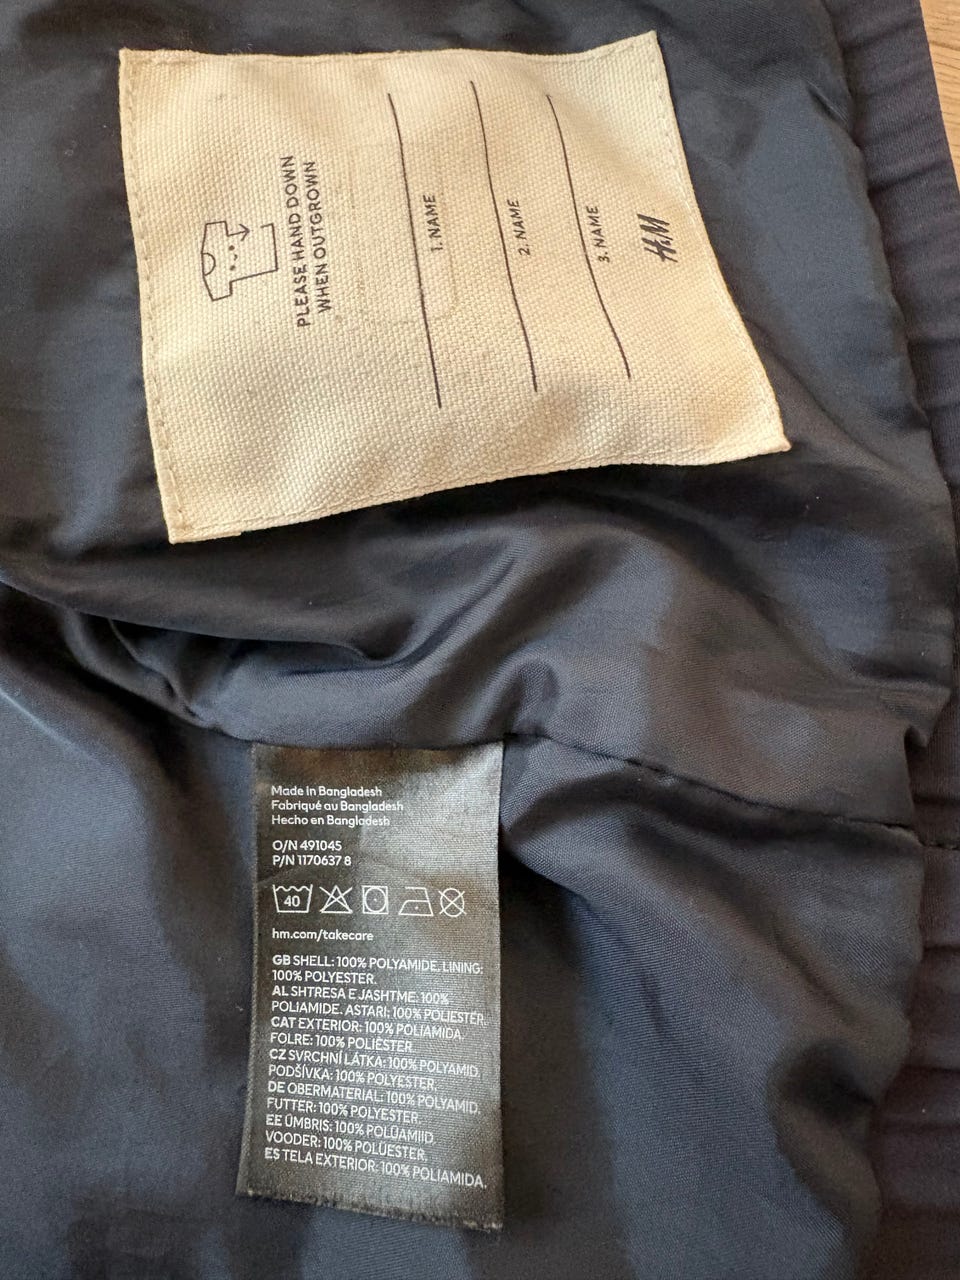 PLEASE HAND DOWN
WHEN OUTGROWN
1. NAME
2. NAME
3. NAME
H&M
Made in Bangladesh
Fabriqué au Bangladesh
Hecho en Bangladesh
O/N 491045
P/N 1170637 8
40
hm.com/takecare
GB SHELL: 100% POLYAMIDE. LINING:
100% POLYESTER.
AL SHTRESA E JASHTME: 100%
POLIAMIDE. ASTARI: 100% POLIESTER.
CAT EXTERIOR: 100% POLIAMIDA.
FOLRE: 100% POLIÈSTER
CZ SVRCHNÍ LÁTKA: 100% POLYAMID.
PODŠÍVKA: 100% POLYESTER.
DE OBERMATERIAL: 100% POLYAMID.
FUTTER: 100% POLYESTER.
EE ÜMBRIS: 100% POLÜAMIID.
VOODER: 100% POLÜESTER.
ES TELA EXTERIOR: 100% POLIAMIDA.